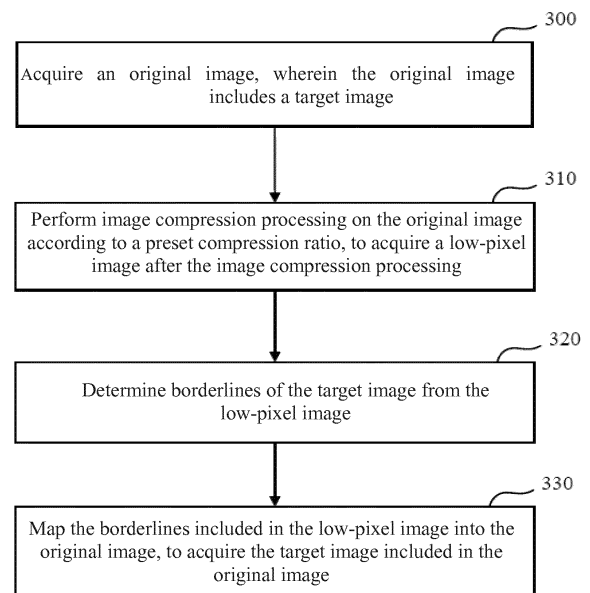 300
Acquire an original image, wherein the original image
includes a target image
310
Perform image compression processing on the original image
according to a preset compression ratio, to acquire a low-pixel
image after the image compression processing
320
Determine borderlines of the target image from the
low-pixel image
330
Map the borderlines included in the low-pixel image into the
original image, to acquire the target image included in the
original image